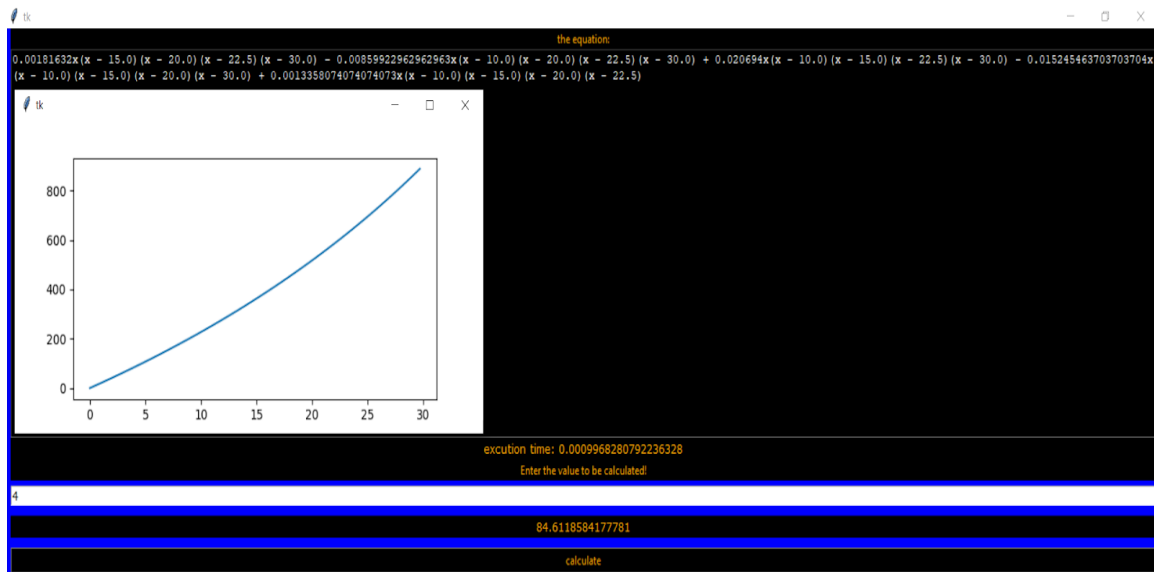 tk
the equation:
0.00181632x(x - 15.0)(x - 20.0)(x - 22.5)(x - 30.0) - 0.00859922962962963x(x - 10.0)(x - 20.0)(x - 22.5)(x - 30.0) + 0.020694x(x - 10.0)(x - 15.0)(x - 22.5)(x - 30.0) - 0.015245463703703704x
(x - 10.0)(x - 15.0)(x - 20.0)(x - 30.0) + 0.0013358074074074073x(x - 10.0)(x - 15.0)(x - 20.0)(x - 22.5)
tk
800
600
400
200
0
0 5 10 15 20 25 30
excution time: 0.0009968280792236328
Enter the value to be calculated!
4
84.6118584177781
calculate